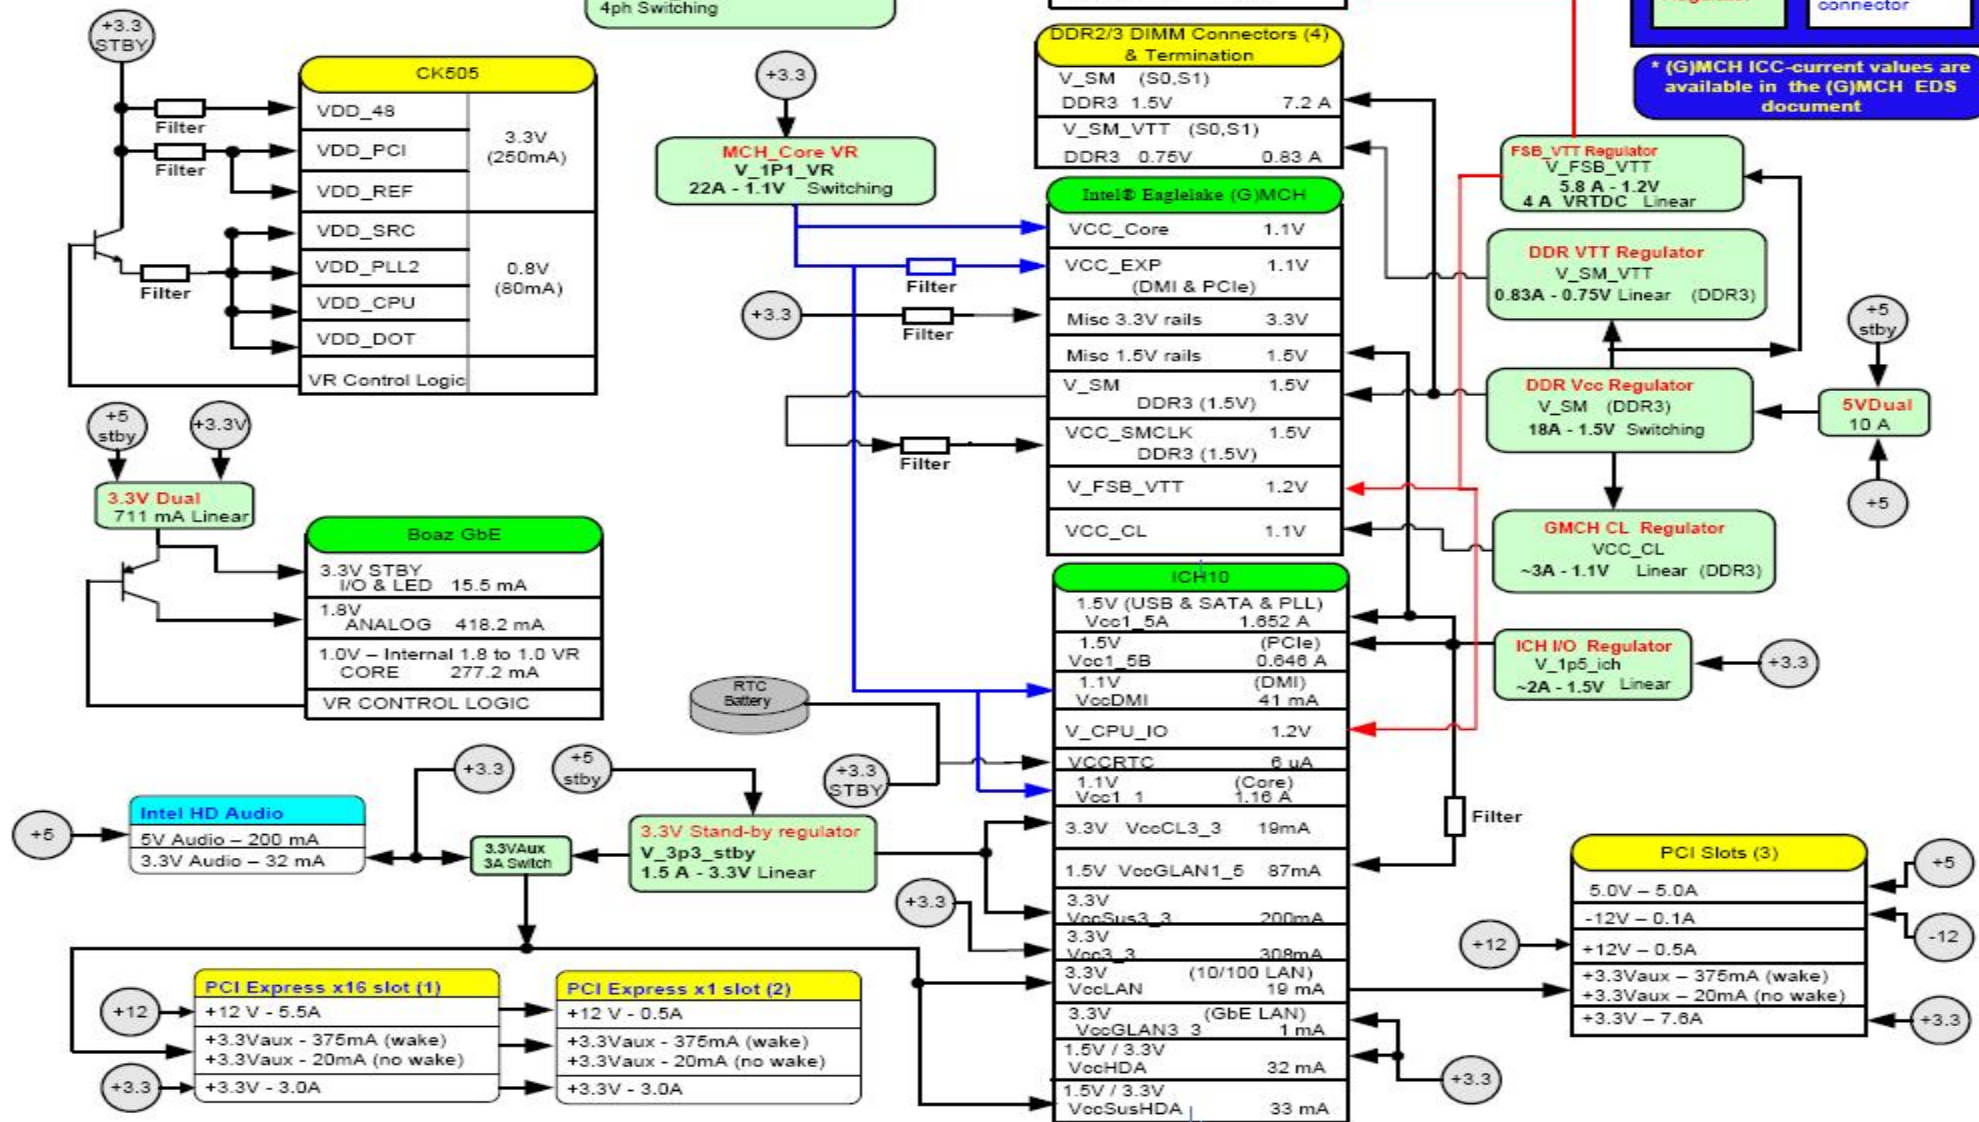 4ph Switching
connector
* (G)MCH ICC-current values are
available in the (G)MCH EDS
document
+3.3
STBY
CK505
VDD_48
VDD_PCI
VDD_REF
3.3V
(250mA)
VDD_SRC
VDD_PLL2
VDD_CPU
VDD_DOT
0.8V
(80mA)
VR Control Logic
Filter
Filter
Filter
+3.3
MCH_Core VR
V_1P1_VR
22A - 1.1V Switching
DDR2/3 DIMM Connectors (4)
& Termination
V_SM (S0,S1)
DDR3 1.5V 7.2 A
V_SM_VTT (S0,S1)
DDR3 0.75V 0.83 A
Intel® Eaglelake (G)MCH
VCC_Core 1.1V
VCC_EXP 1.1V
(DMI & PCIe)
Misc 3.3V rails 3.3V
Misc 1.5V rails 1.5V
V_SM 1.5V
DDR3 (1.5V)
VCC_SMCLK 1.5V
DDR3 (1.5V)
V_FSB_VTT 1.2V
VCC_CL 1.1V
Filter
+3.3
Filter
Filter
FSB_VTT Regulator
V_FSB_VTT
5.8 A - 1.2V
4 A VRTDC Linear
DDR VTT Regulator
V_SM_VTT
0.83A - 0.75V Linear (DDR3)
DDR Vcc Regulator
V_SM (DDR3)
18A - 1.5V Switching
+5
stby
5VDual
10 A
+5
GMCH CL Regulator
VCC_CL
~3A - 1.1V Linear (DDR3)
ICH I/O Regulator
V_1p5_ich
~2A - 1.5V Linear
+3.3
+5
stby
+3.3V
3.3V Dual
711 mA Linear
Boaz GbE
3.3V STBY
I/O & LED 15.5 mA
1.8V
ANALOG 418.2 mA
1.0V – Internal 1.8 to 1.0 VR
CORE 277.2 mA
VR CONTROL LOGIC
ICH10
1.5V (USB & SATA & PLL)
Vcc1_5A 1.652 A
1.5V (PCIe)
Vcc1_5B 0.646 A
1.1V (DMI)
VccDMI 41 mA
V_CPU_IO 1.2V
VCCRTC 6 uA
1.1V (Core)
Vcc1_1 1.16 A
3.3V VccCL3_3 19mA
1.5V VccGLAN1_5 87mA
3.3V
VccSus3_3 200mA
3.3V
Vcc3_3 308mA
3.3V (10/100 LAN)
VccLAN 19 mA
3.3V (GbE LAN)
VccGLAN3_3 1 mA
1.5V / 3.3V
VccHDA 32 mA
1.5V / 3.3V
VccSusHDA 33 mA
RTC
Battery
+3.3
STBY
+3.3
+5
stby
+5
Intel HD Audio
5V Audio – 200 mA
3.3V Audio – 32 mA
3.3VAux
3A Switch
3.3V Stand-by regulator
V_3p3_stby
1.5 A - 3.3V Linear
+3.3
Filter
+3.3
PCI Slots (3)
5.0V – 5.0A
-12V – 0.1A
+12V – 0.5A
+3.3Vaux – 375mA (wake)
+3.3Vaux – 20mA (no wake)
+3.3V – 7.6A
+5
-12
+12
+3.3
PCI Express x16 slot (1)
+12 V - 5.5A
+3.3Vaux - 375mA (wake)
+3.3Vaux - 20mA (no wake)
+3.3V - 3.0A
+12
+3.3
PCI Express x1 slot (2)
+12 V - 0.5A
+3.3Vaux - 375mA (wake)
+3.3Vaux - 20mA (no wake)
+3.3V - 3.0A